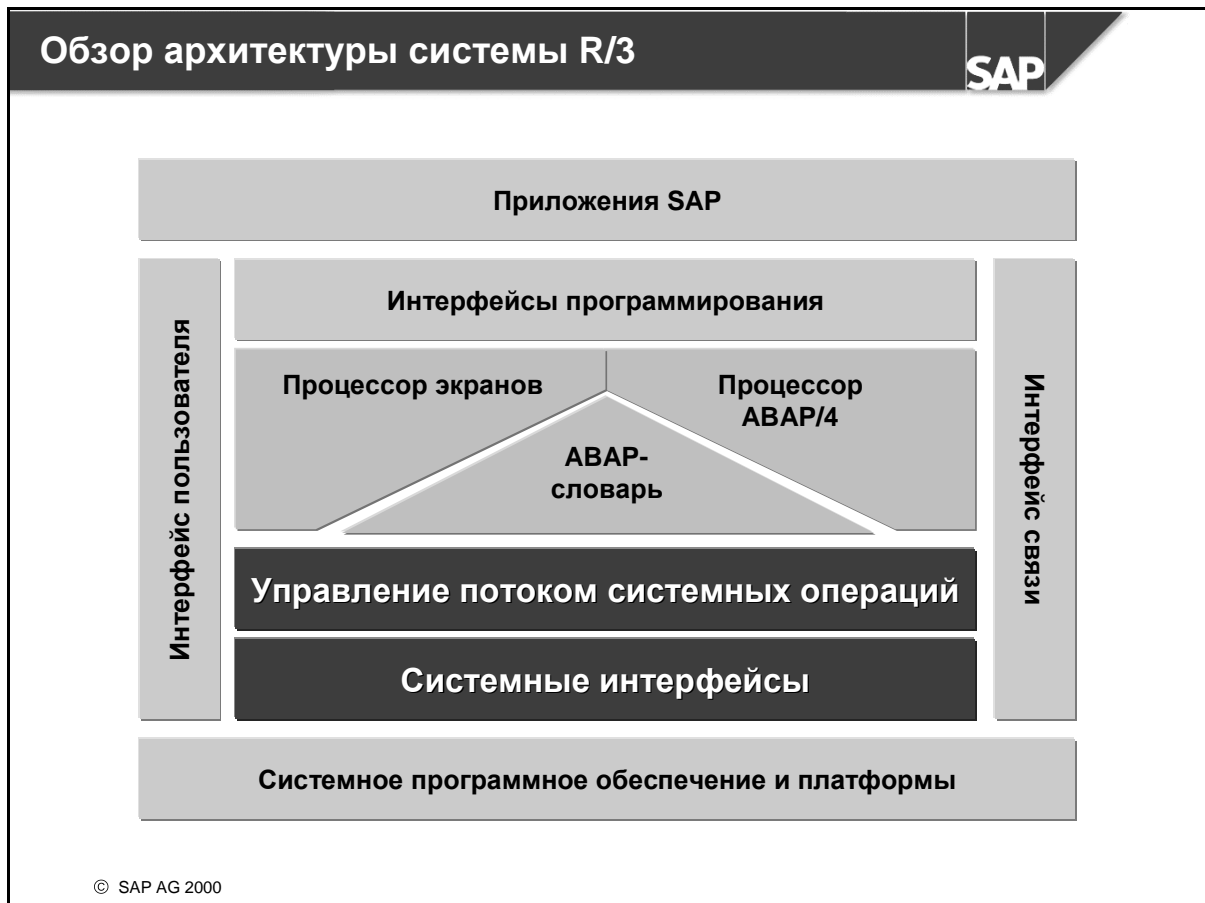 Обзор архитектуры системы R/3
SAP
Приложения SAP
Интерфейс пользователя
Интерфейсы программирования
Процессор экранов
Процессор
ABAP/4
ABAP-
словарь
Управление потоком системных операций
Системные интерфейсы
Интерфейс связи
Системное программное обеспечение и платформы
© SAP AG 2000